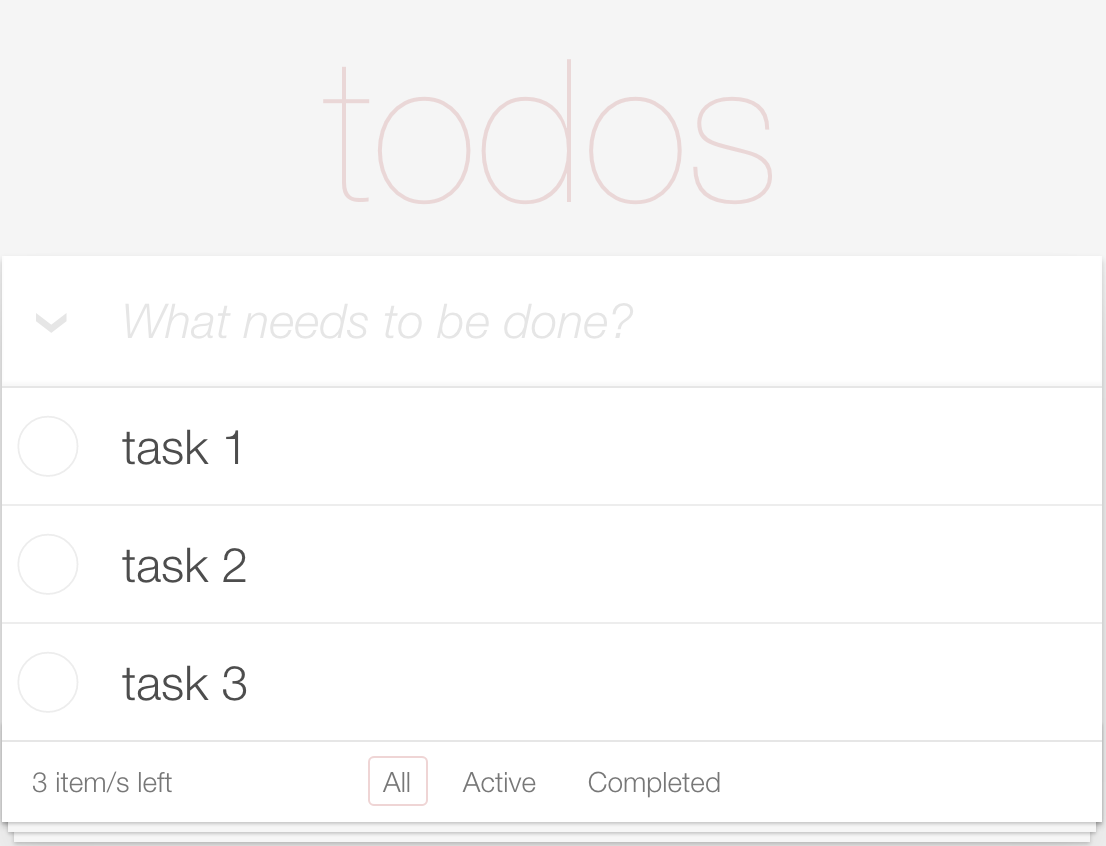 todos
What needs to be done?
task 1
task 2
task 3
3 item/s left All Active Completed